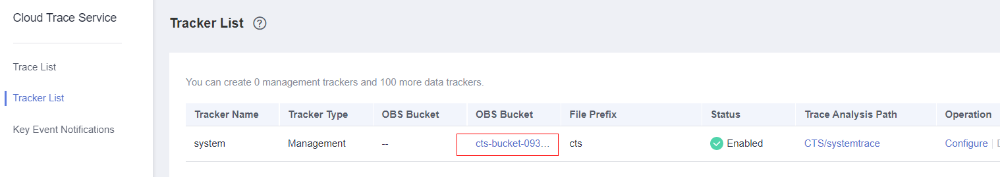 Cloud Trace Service
Trace List
Tracker List
Key Event Notifications
Tracker List ?
You can create 0 management trackers and 100 more data trackers.
Tracker Name Tracker Type OBS Bucket OBS Bucket File Prefix Status Trace Analysis Path Operation
system Management -- cts-bucket-093... cts Enabled CTS/systemtrace Configure